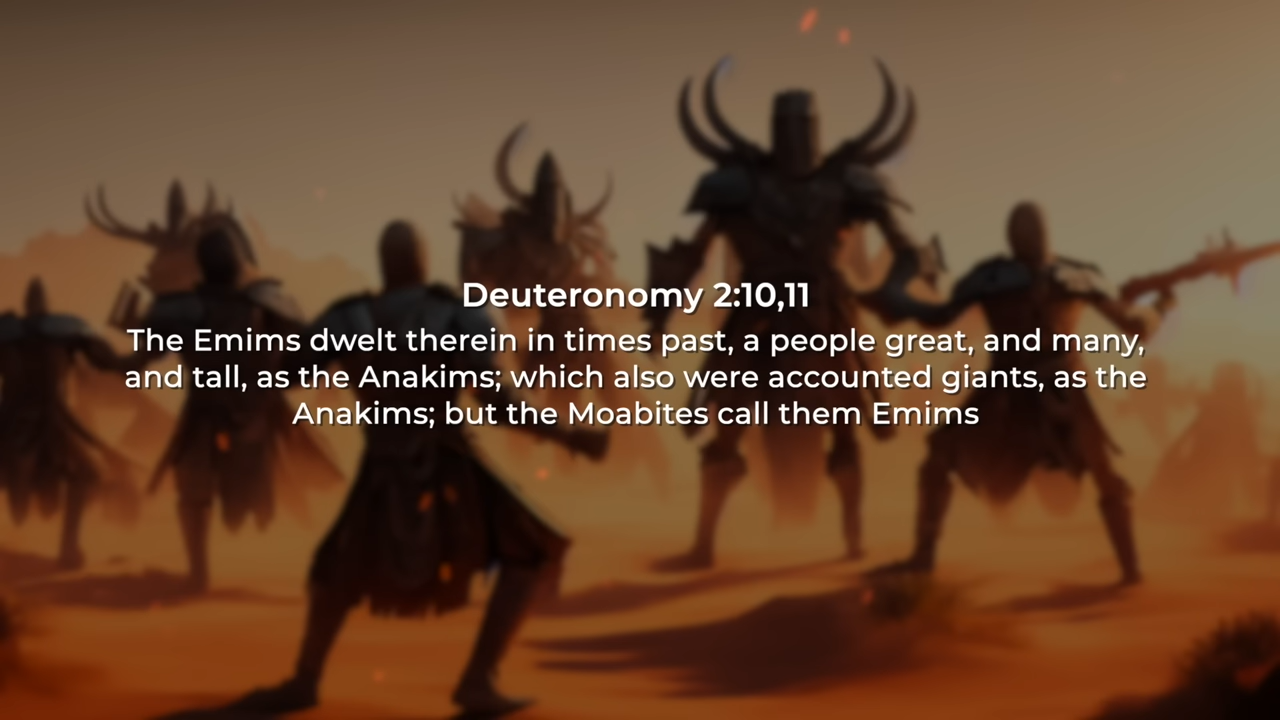 Deuteronomy 2:10,11
The Emims dwelt therein in times past, a people great, and many,
and tall, as the Anakims; which also were accounted giants, as the
Anakims; but the Moabites call them Emims